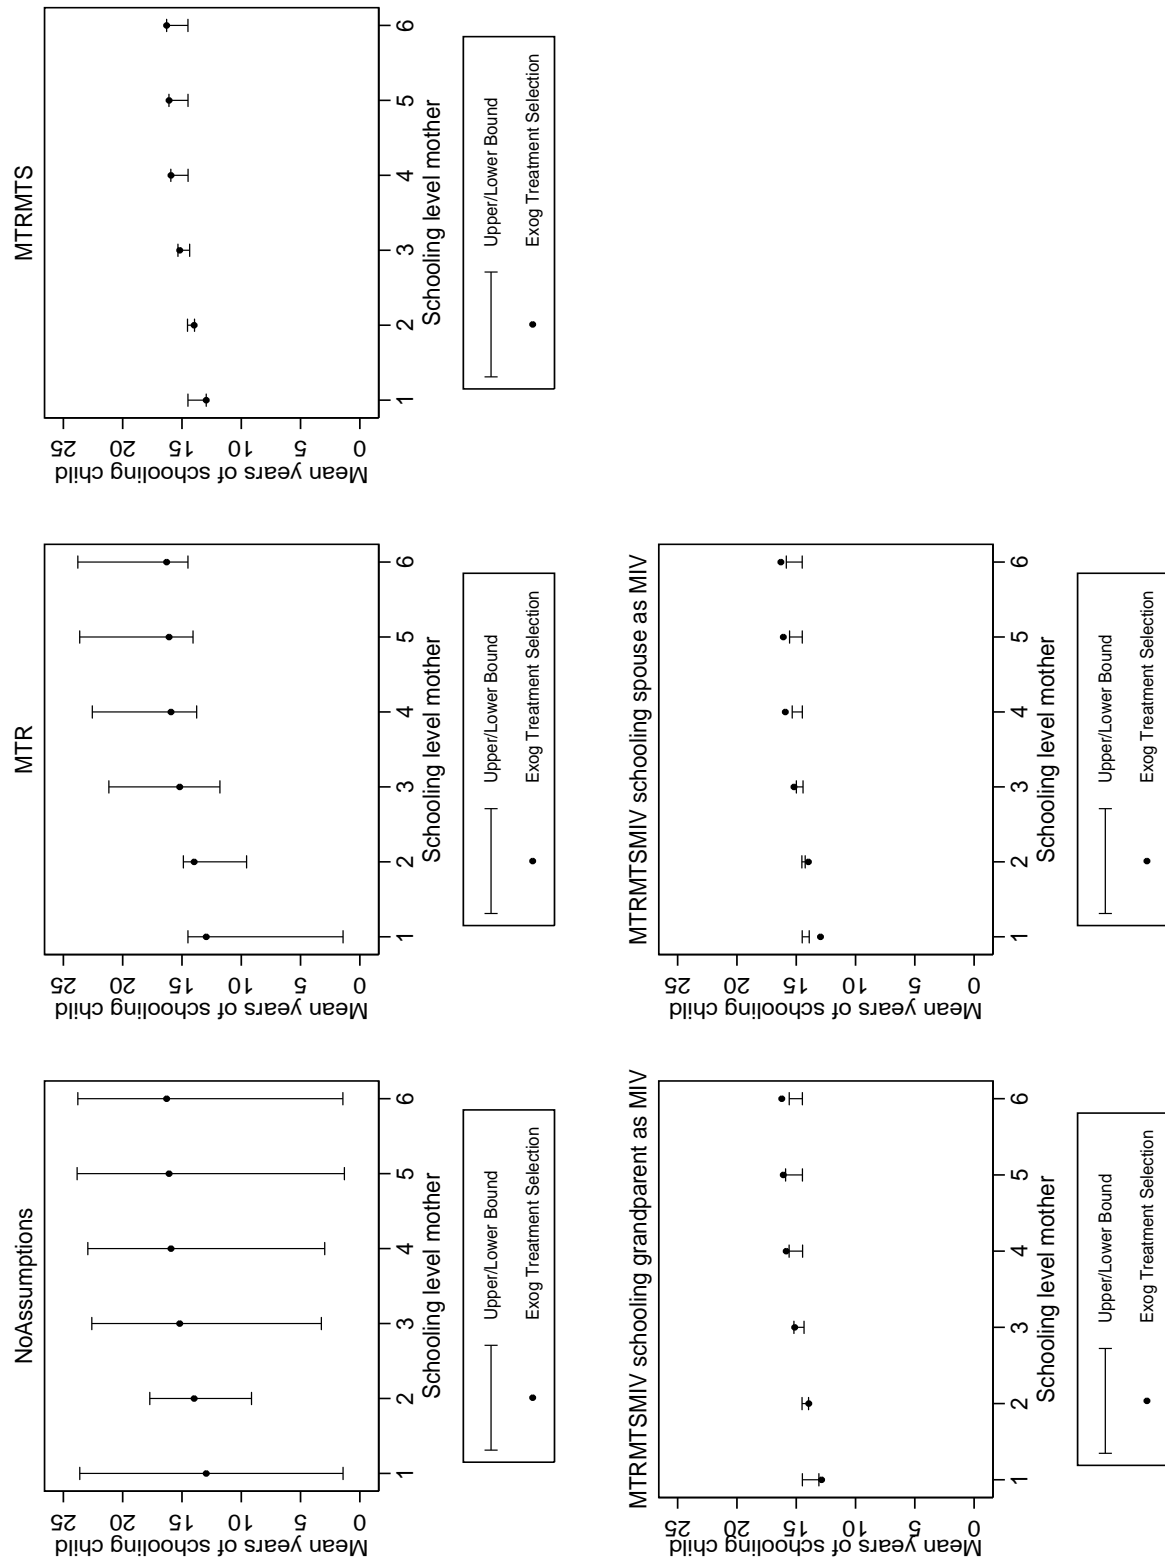 NoAssumptions
Mean years of schooling child
25
20
15
10
5
0
1 2 3 4 5 6
Schooling level mother
Upper/Lower Bound
Exog Treatment Selection
MTR
Mean years of schooling child
25
20
15
10
5
0
1 2 3 4 5 6
Schooling level mother
Upper/Lower Bound
Exog Treatment Selection
MTRMTS
Mean years of schooling child
25
20
15
10
5
0
1 2 3 4 5 6
Schooling level mother
Upper/Lower Bound
Exog Treatment Selection
MTRMTSMIV schooling grandparent as MIV
Mean years of schooling child
25
20
15
10
5
0
1 2 3 4 5 6
Schooling level mother
Upper/Lower Bound
Exog Treatment Selection
MTRMTSMIV schooling spouse as MIV
Mean years of schooling child
25
20
15
10
5
0
1 2 3 4 5 6
Schooling level mother
Upper/Lower Bound
Exog Treatment Selection